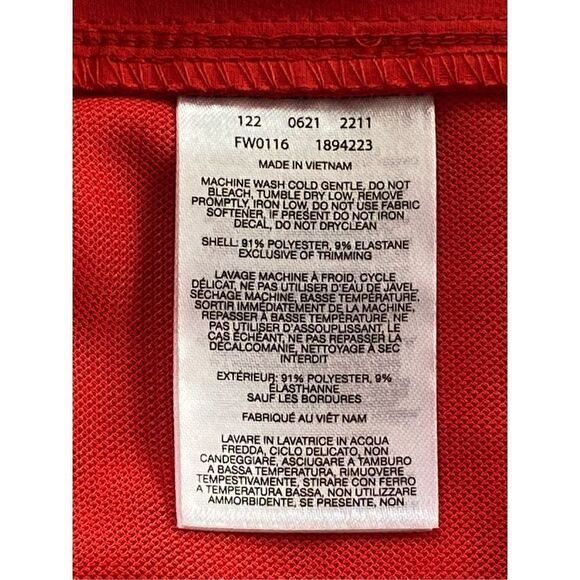 122 0621 2211
FW0116 1894223
MADE IN VIETNAM
MACHINE WASH COLD GENTLE, DO NOT
BLEACH, TUMBLE DRY LOW, REMOVE
PROMPTLY, IRON LOW, DO NOT USE FABRIC
SOFTENER, IF PRESENT DO NOT IRON
DECAL, DO NOT DRYCLEAN
SHELL: 91% POLYESTER, 9% ELASTANE
EXCLUSIVE OF TRIMMING
LAVAGE MACHINE À FROID, CYCLE
DÉLICAT, NE PAS UTILISER D'EAU DE JAVEL,
SÉCHAGE MACHINE, BASSE TEMPÉRATURE,
SORTIR IMMÉDIATEMENT DE LA MACHINE,
REPASSER À BASSE TEMPÉRATURE, NE PAS
UTILISER D'ASSOUPLISSANT, LE
CAS ÉCHÉANT, NE PAS REPASSER LA
DÉCALCOMANIE, NETTOYAGE À SEC
INTERDIT
EXTÉRIEUR: 91% POLYESTER, 9%
ÉLASTHANNE
SAUF LES BORDURES
FABRIQUÉ AU VIÊT NAM
LAVARE IN LAVATRICE IN ACQUA
FREDDA, CICLO DELICATO, NON
CANDEGGIARE, ASCIUGARE A TAMBURO
A BASSA TEMPERATURA, RIMUOVERE
TEMPESTIVAMENTE, STIRARE CON FERRO
A TEMPERATURA BASSA, NON UTILIZZARE
AMMORBIDENTE, SE PRESENTE, NON